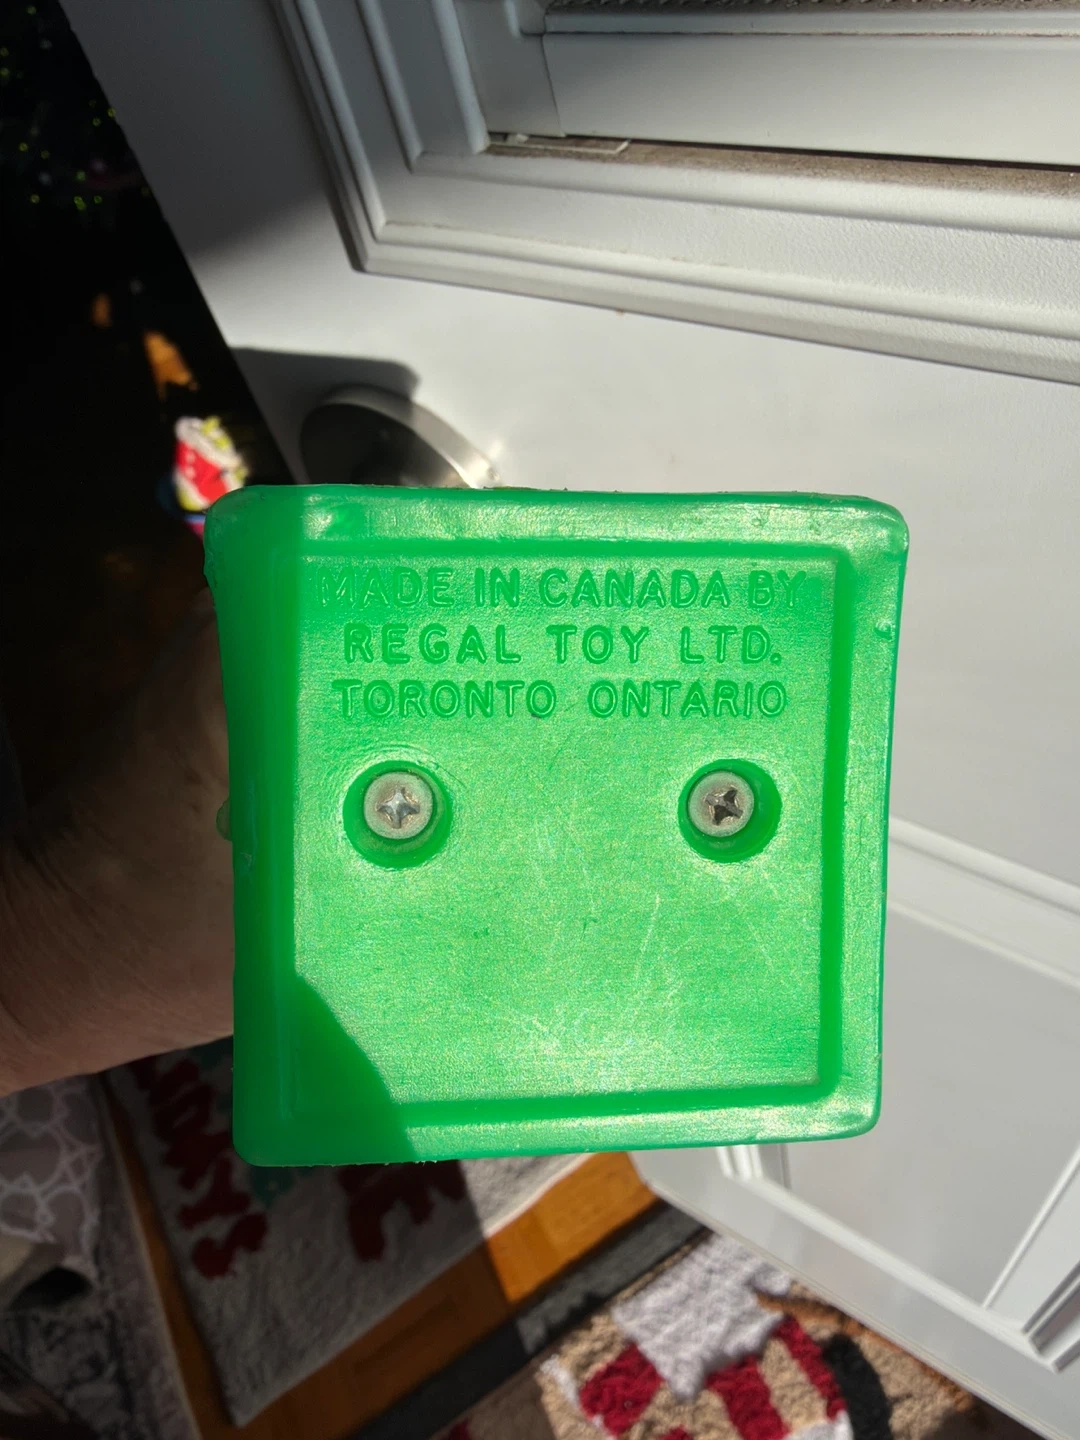 MADE IN CANADA BY
REGAL TOY LTD.
TORONTO ONTARIO